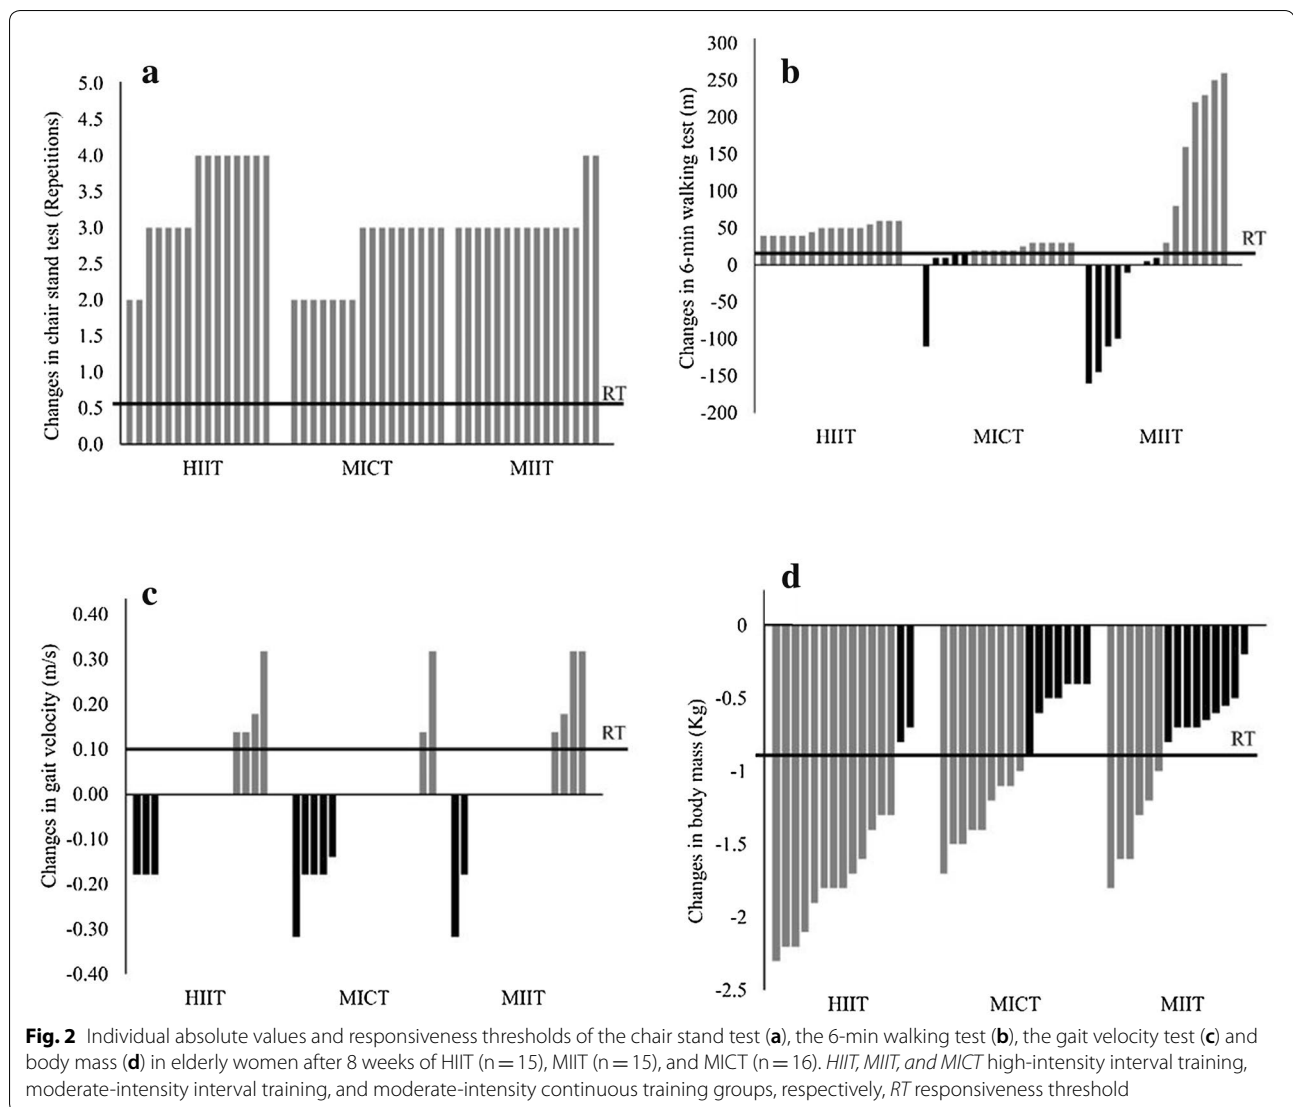 a
5.0
4.5
4.0
3.5
3.0
2.5
2.0
1.5
1.0
0.5
0.0
Changes in chair stand test (Repetitions)
RT
HIIT MICT MIIT
b
300
250
200
150
100
50
0
-50
-100
-150
-200
Changes in 6-min walking test (m)
RT
HIIT MICT MIIT
c
0.40
0.30
0.20
0.10
0.00
-0.10
-0.20
-0.30
-0.40
Changes in gait velocity (m/s)
RT
HIIT MICT MIIT
d
0
-0.5
-1
-1.5
-2
-2.5
Changes in body mass (Kg)
RT
HIIT MICT MIIT
Fig. 2 Individual absolute values and responsiveness thresholds of the chair stand test (a), the 6-min walking test (b), the gait velocity test (c) and
body mass (d) in elderly women after 8 weeks of HIIT (n = 15), MIIT (n = 15), and MICT (n = 16). HIIT, MIIT, and MICT high-intensity interval training,
moderate-intensity interval training, and moderate-intensity continuous training groups, respectively, RT responsiveness threshold